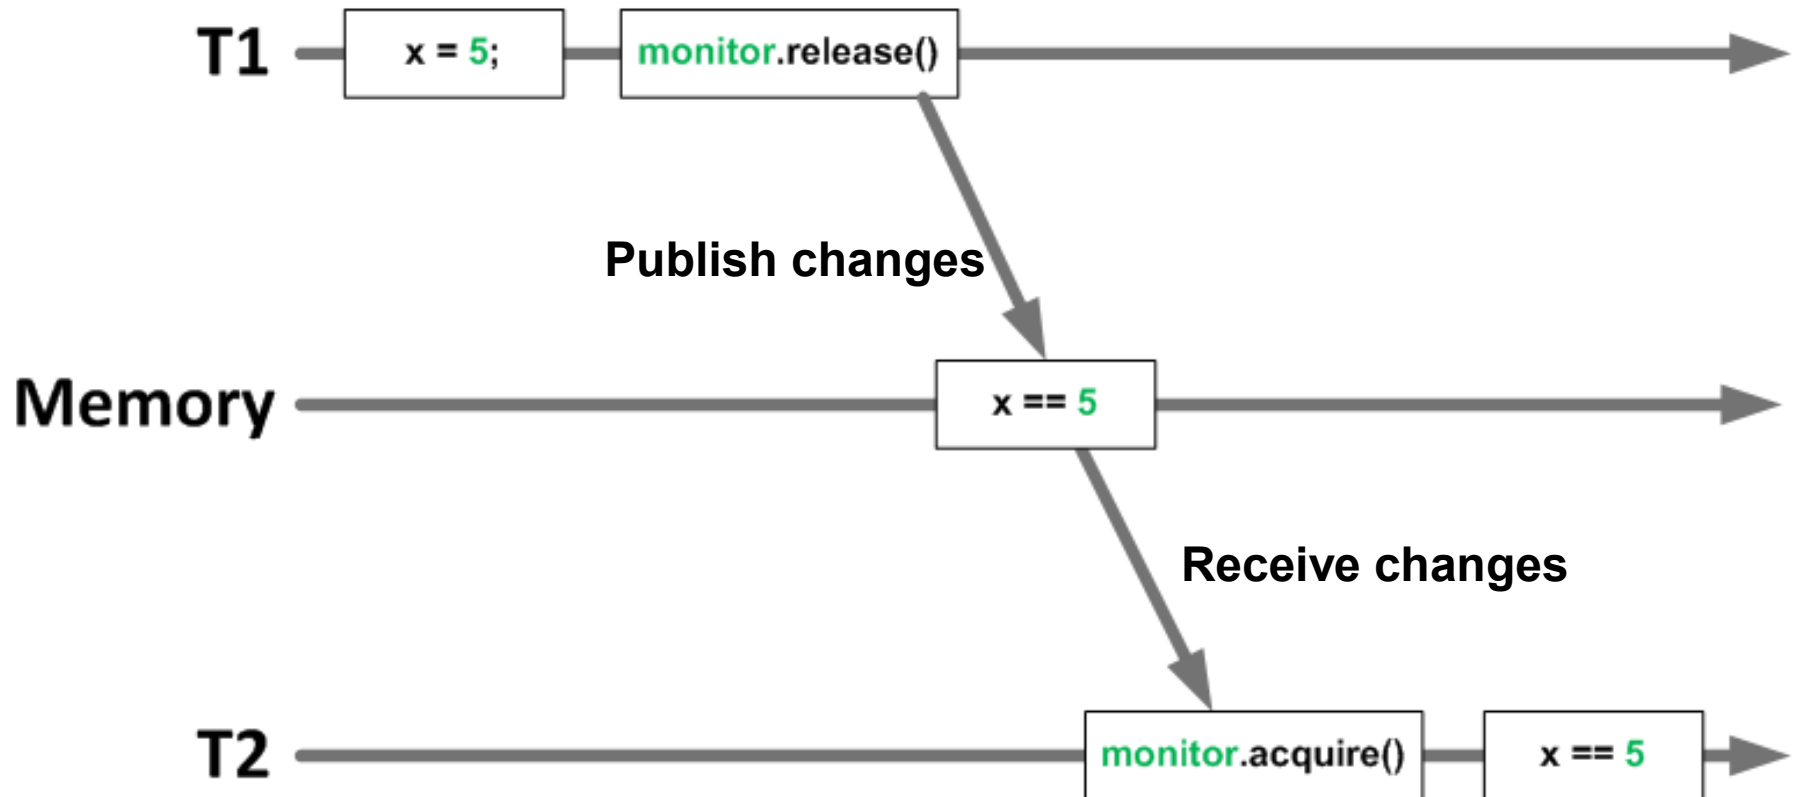 T1
x = 5;
monitor.release()
Publish changes
Memory
x == 5
Receive changes
T2
monitor.acquire()
x == 5